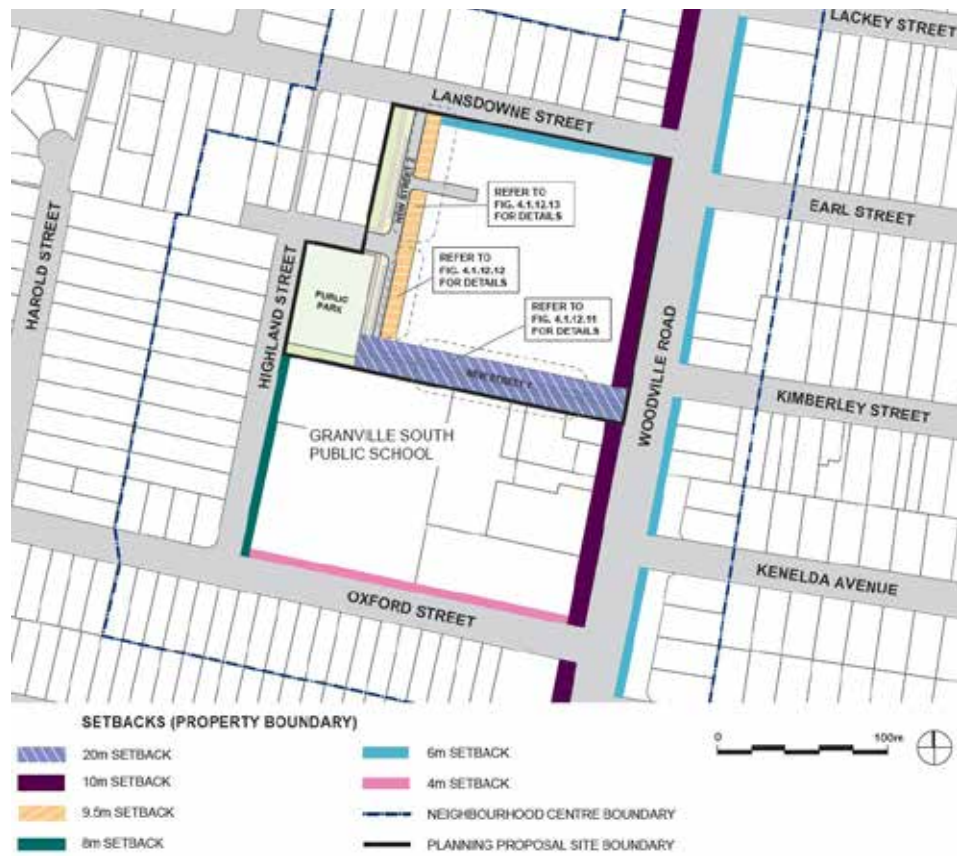 LACKEY STREET
LANSDOWNE STREET
NEW STREET 2
REFER TO
FIG. 4.1.12.13
FOR DETAILS
EARL STREET
HAROLD STREET
REFER TO
FIG. 4.1.12.12
FOR DETAILS
HIGHLAND STREET
PUBLIC
PARK
REFER TO
FIG. 4.1.12.11
FOR DETAILS
WOODVILLE ROAD
NEW STREET 1
KIMBERLEY STREET
GRANVILLE SOUTH
PUBLIC SCHOOL
KENELDA AVENUE
OXFORD STREET
SETBACKS (PROPERTY BOUNDARY)
20m SETBACK
10m SETBACK
9.5m SETBACK
8m SETBACK
6m SETBACK
4m SETBACK
NEIGHBOURHOOD CENTRE BOUNDARY
PLANNING PROPOSAL SITE BOUNDARY
0
100m